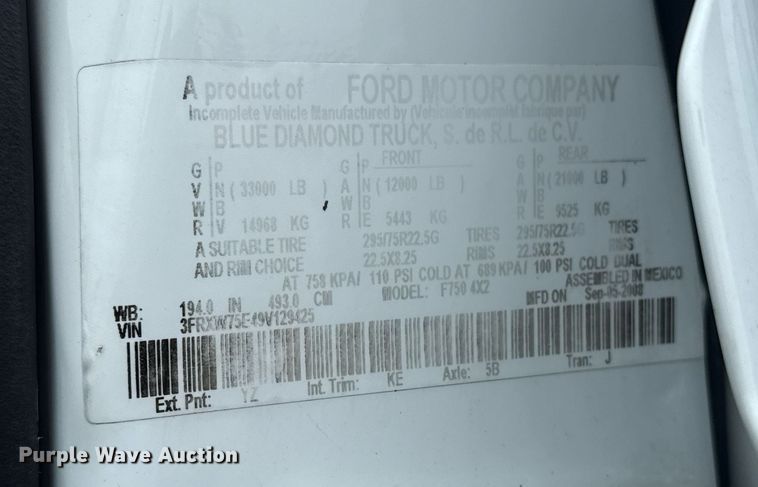 A product of FORD MOTOR COMPANY
Incomplete Vehicle Manufactured by (Vehicule incomplet fabrique par)
BLUE DIAMOND TRUCK, S. de R.L. de C.V.
G P G P FRONT G P REAR
V N ( 33000 LB ) A N ( 12000 LB ) A N ( 21000 LB )
W B W B W B
R V 14968 KG R E 5443 KG R E 9525 KG
A SUITABLE TIRE 295/75R22.5G TIRES 295/75R22.5G TIRES
AND RIM CHOICE 22.5X8.25 RIMS 22.5X8.25 RIMS
AT 758 KPA/ 110 PSI COLD AT 689 KPA/ 100 PSI COLD DUAL
WB: 194.0 IN 493.0 CM MODEL: F750 4X2 ASSEMBLED IN MEXICO
VIN 3FRXW75E49V129425 MFD ON Sep-05-2008
Ext. Pnt: YZ Int. Trim: KE Axle: 5B Tran: J
Purple Wave Auction